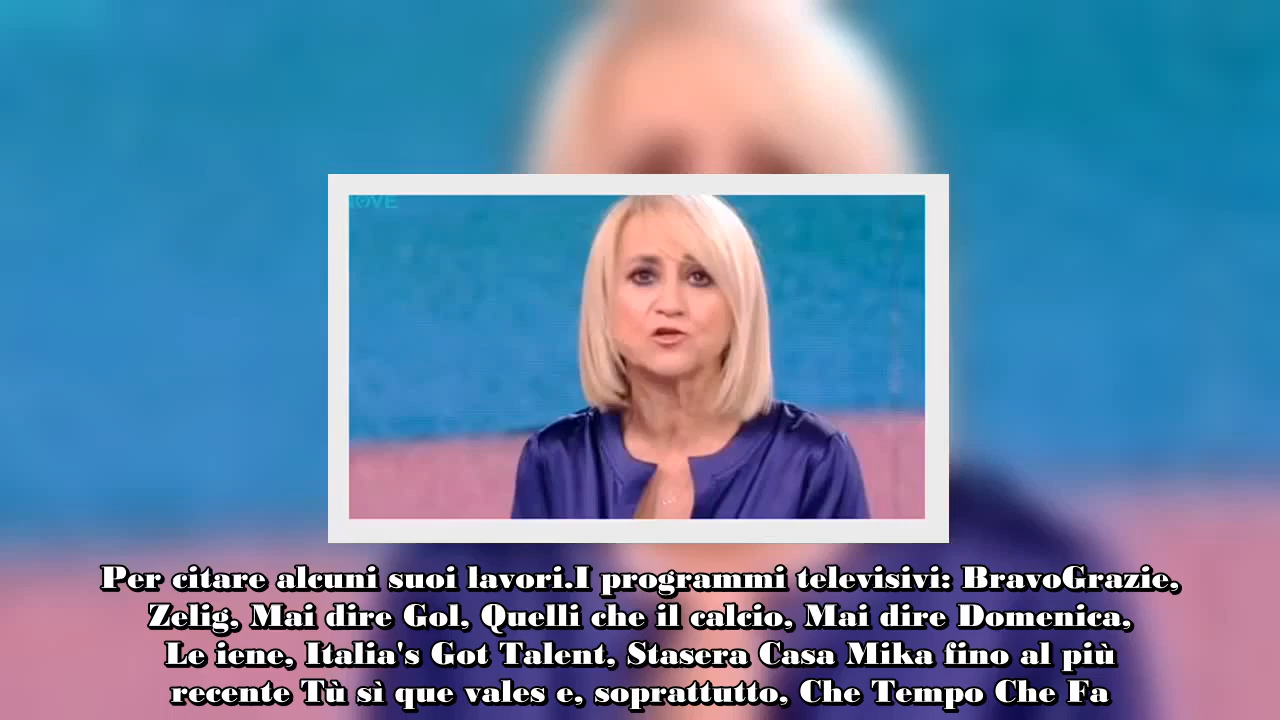 NOVE
Per citare alcuni suoi lavori.I programmi televisivi: BravoGrazie,
Zelig, Mai dire Gol, Quelli che il calcio, Mai dire Domenica,
Le iene, Italia's Got Talent, Stasera Casa Mika fino al più
recente Tù sì que vales e, soprattutto, Che Tempo Che Fa